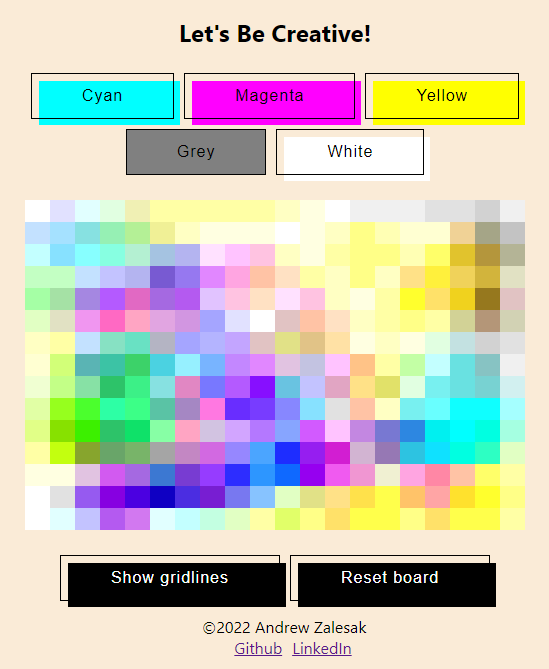 Let's Be Creative!
Cyan Magenta Yellow
Grey White
Show gridlines Reset board
©2022 Andrew Zalesak
Github LinkedIn